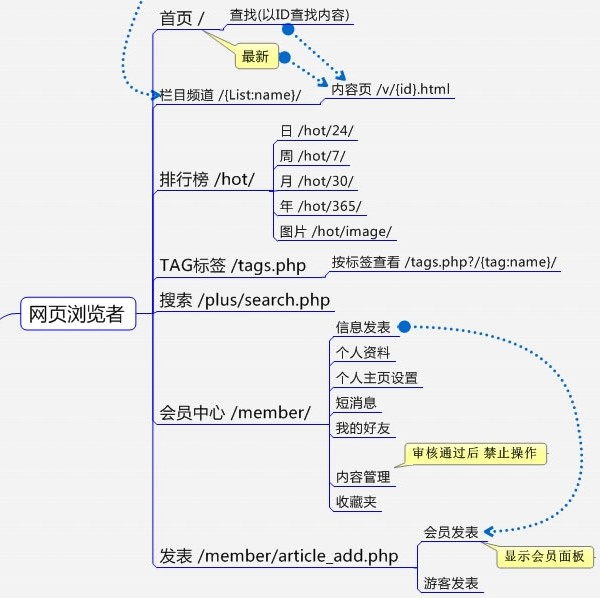 首页 /
查找(以ID查找内容)
最新
栏目频道 /{List:name}/
内容页 /v/{id}.html
排行榜 /hot/
日 /hot/24/
周 /hot/7/
月 /hot/30/
年 /hot/365/
图片 /hot/image/
TAG标签 /tags.php
按标签查看 /tags.php?/{tag:name}/
搜索 /plus/search.php
网页浏览者
会员中心 /member/
信息发表
个人资料
个人主页设置
短消息
我的好友
审核通过后 禁止操作
内容管理
收藏夹
发表 /member/article_add.php
会员发表
显示会员面板
游客发表